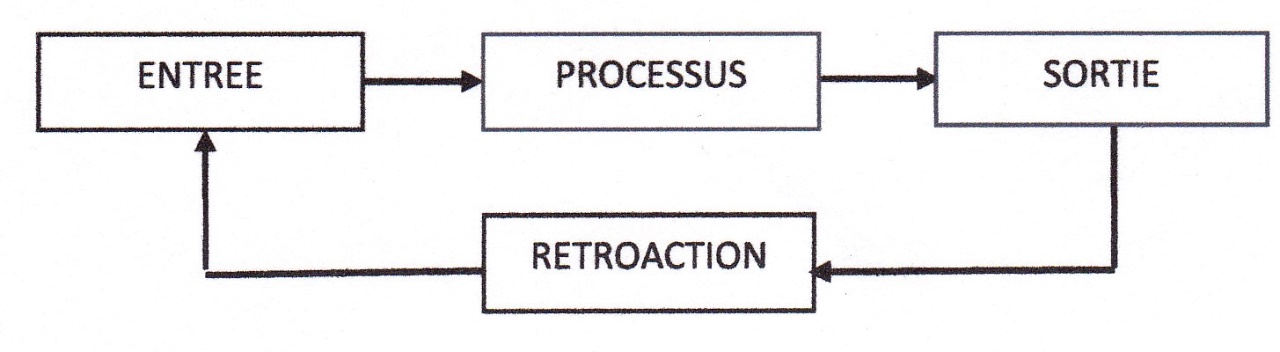 ENTREE
PROCESSUS
SORTIE
RETROACTION